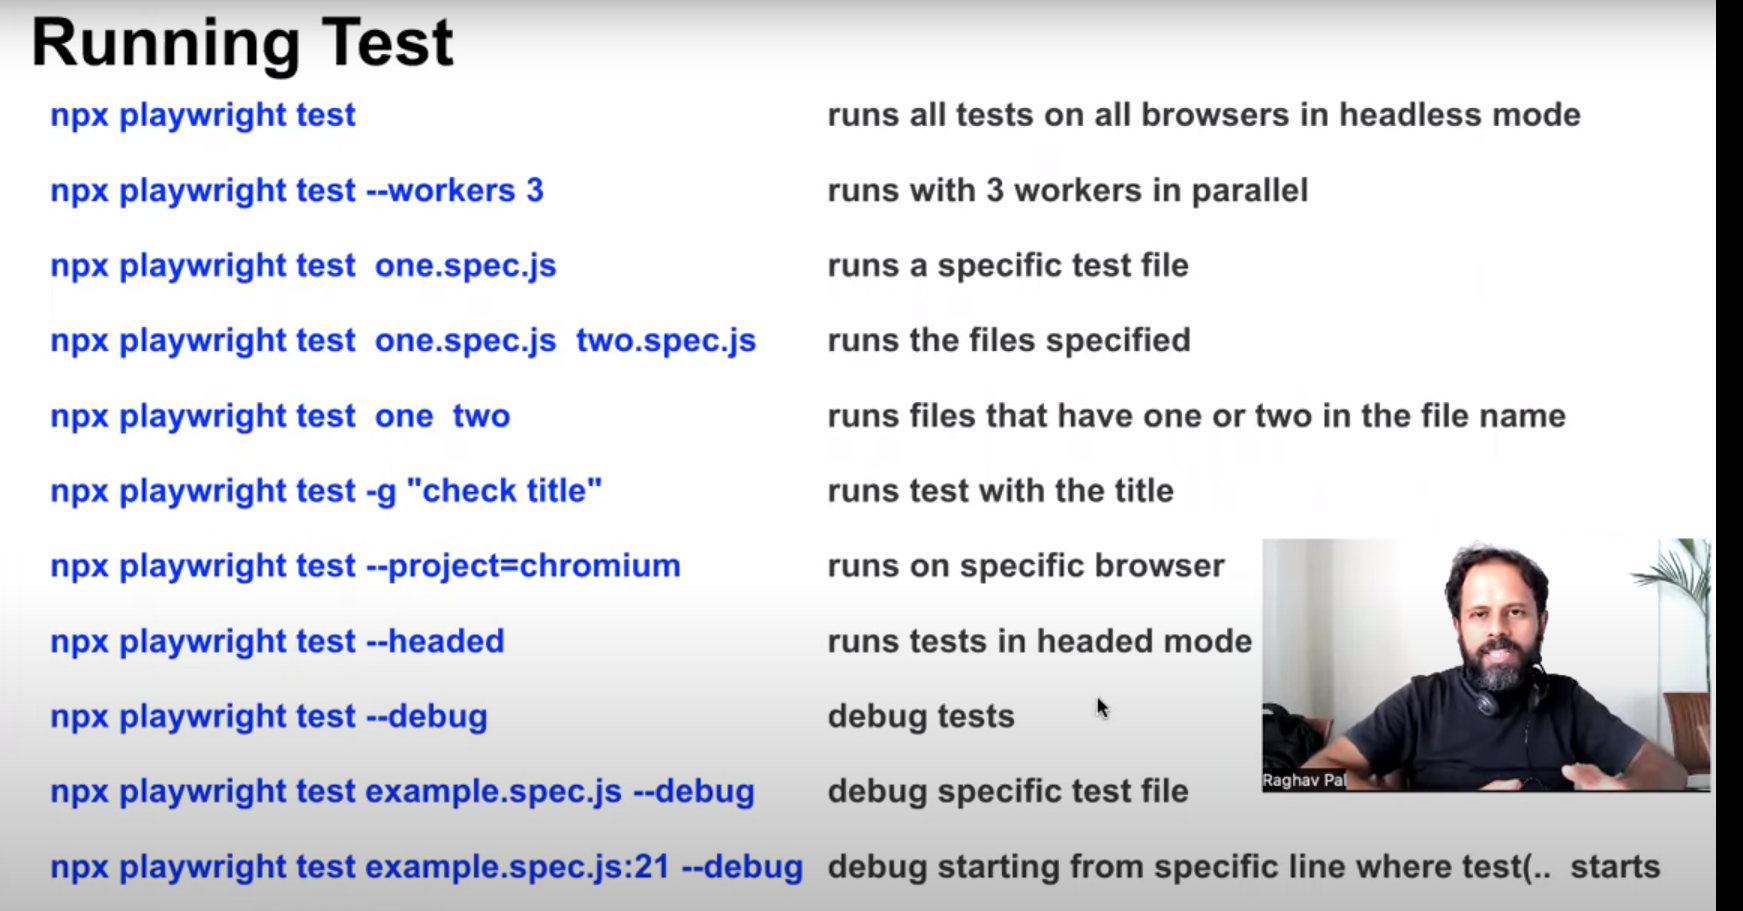 Running Test
npx playwright test runs all tests on all browsers in headless mode
npx playwright test --workers 3 runs with 3 workers in parallel
npx playwright test one.spec.js runs a specific test file
npx playwright test one.spec.js two.spec.js runs the files specified
npx playwright test one two runs files that have one or two in the file name
npx playwright test -g "check title" runs test with the title
npx playwright test --project=chromium runs on specific browser
npx playwright test --headed runs tests in headed mode
npx playwright test --debug debug tests
npx playwright test example.spec.js --debug debug specific test file
Raghav Pal
npx playwright test example.spec.js:21 --debug debug starting from specific line where test(.. starts